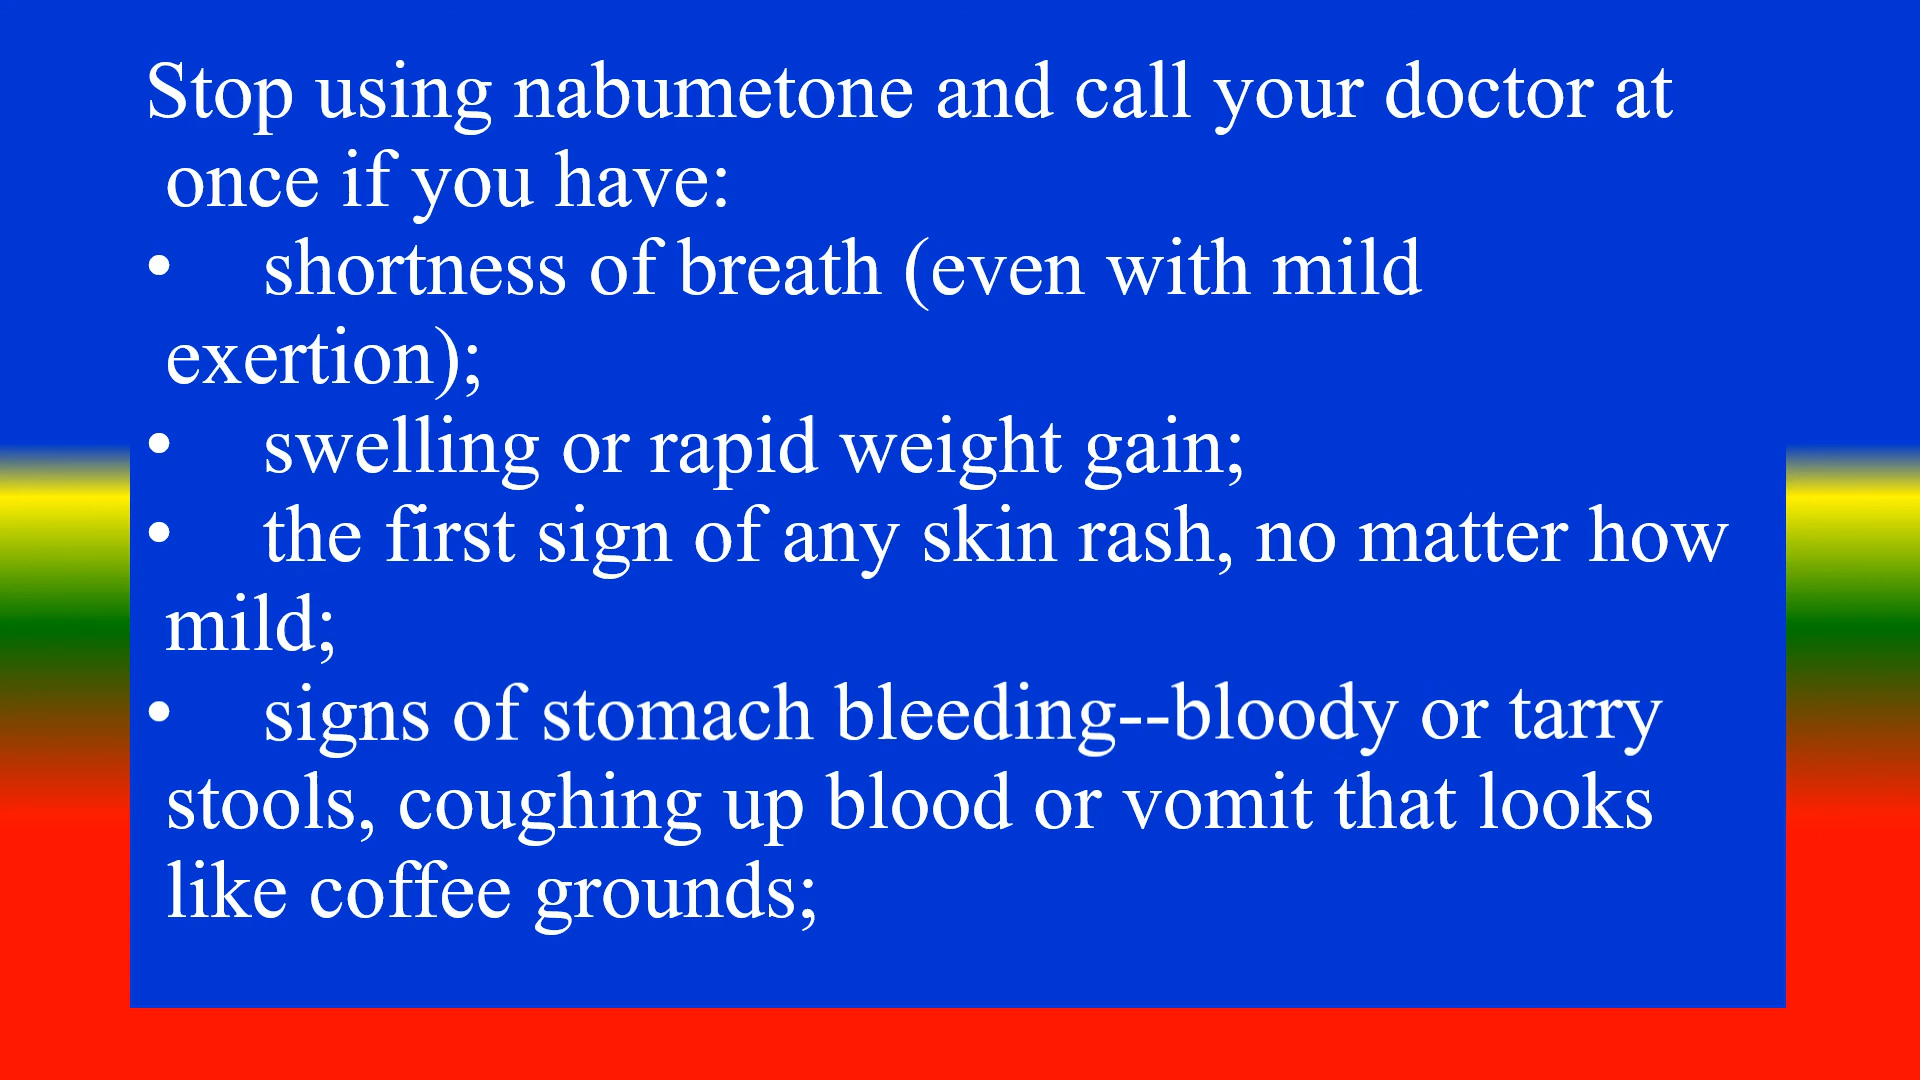 Stop using nabumetone and call your doctor at
once if you have:
• shortness of breath (even with mild
exertion);
• swelling or rapid weight gain;
• the first sign of any skin rash, no matter how
mild;
• signs of stomach bleeding--bloody or tarry
stools, coughing up blood or vomit that looks
like coffee grounds;